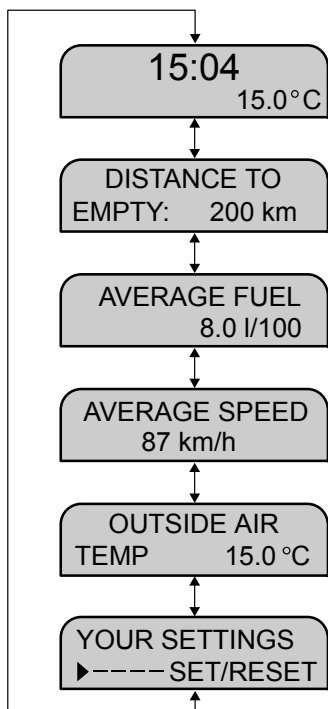 15:04
15.0°C
DISTANCE TO
EMPTY: 200 km
AVERAGE FUEL
8.0 l/100
AVERAGE SPEED
87 km/h
OUTSIDE AIR
TEMP 15.0 °C
YOUR SETTINGS
▶---- SET/RESET